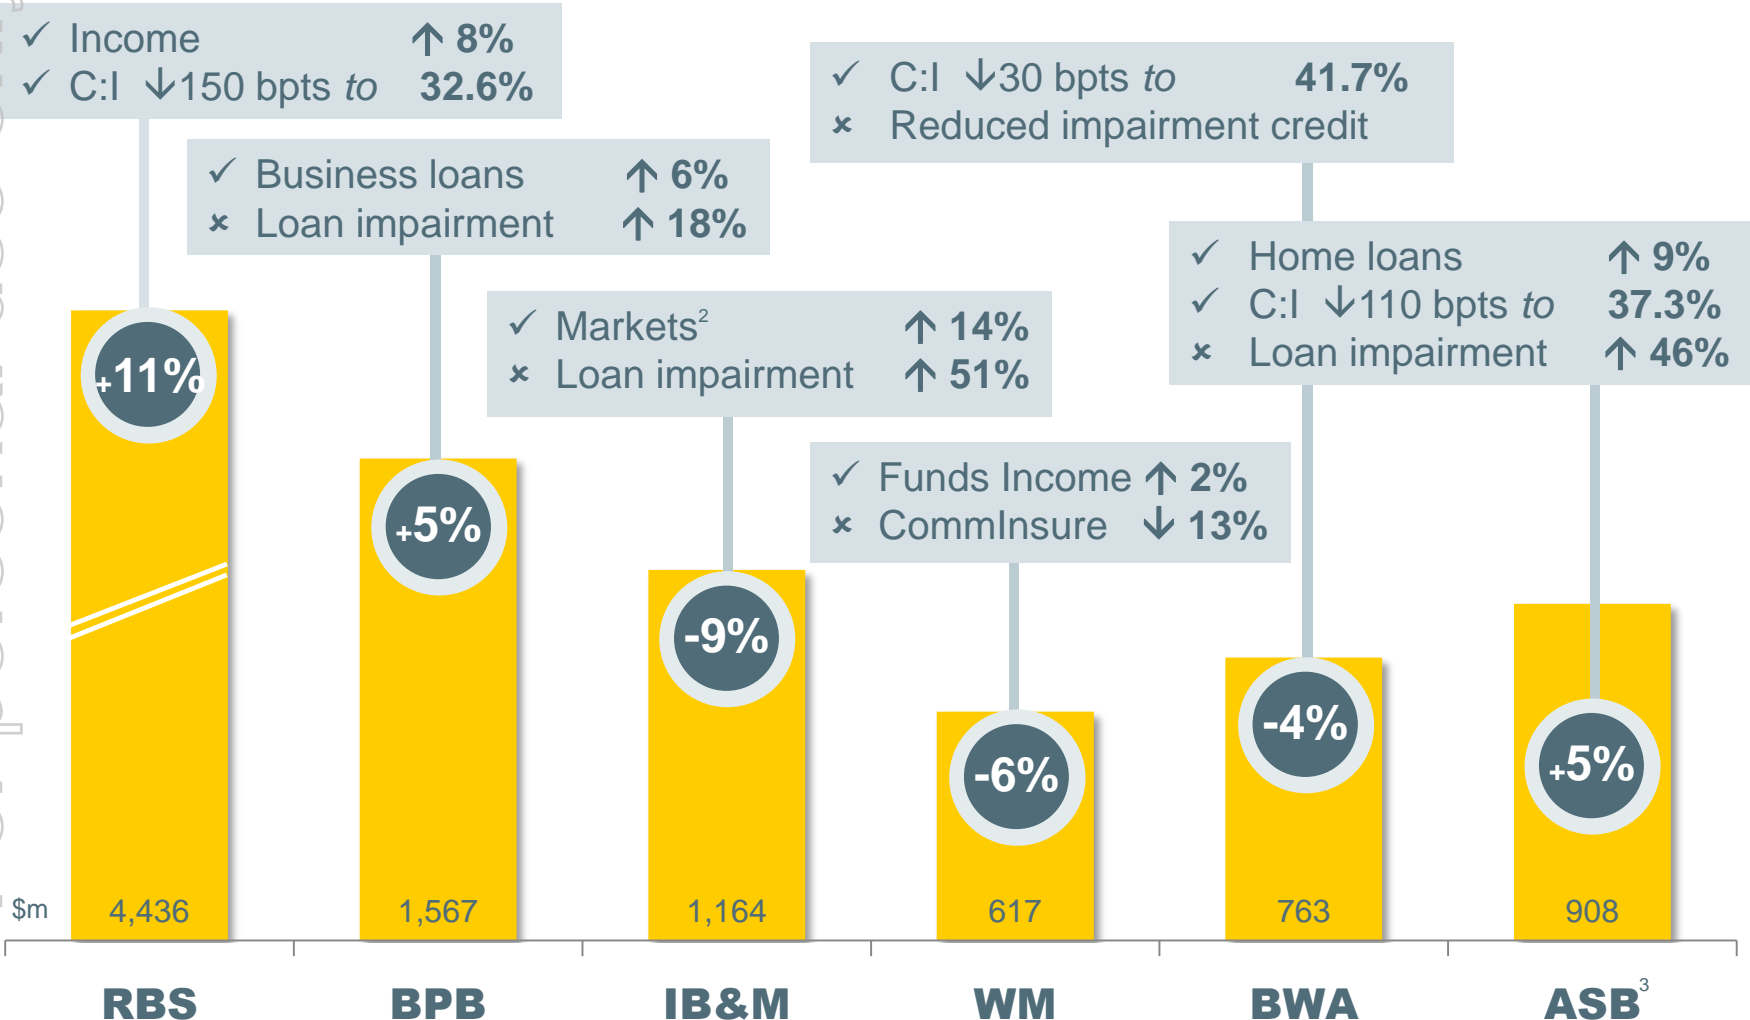 ✓ Income ↑ 8%
✓ C:I ↓150 bpts to 32.6%
✓ C:I ↓30 bpts to 41.7%
× Reduced impairment credit
✓ Business loans ↑ 6%
× Loan impairment ↑ 18%
✓ Home loans ↑ 9%
✓ C:I ↓110 bpts to 37.3%
× Loan impairment ↑ 46%
✓ Markets² ↑ 14%
× Loan impairment ↑ 51%
✓ Funds Income ↑ 2%
× CommInsure ↓ 13%
+11%
+5%
-9%
-6%
-4%
+5%
$m 4,436 1,567 1,164 617 763 908
RBS BPB IB&M WM BWA ASB³